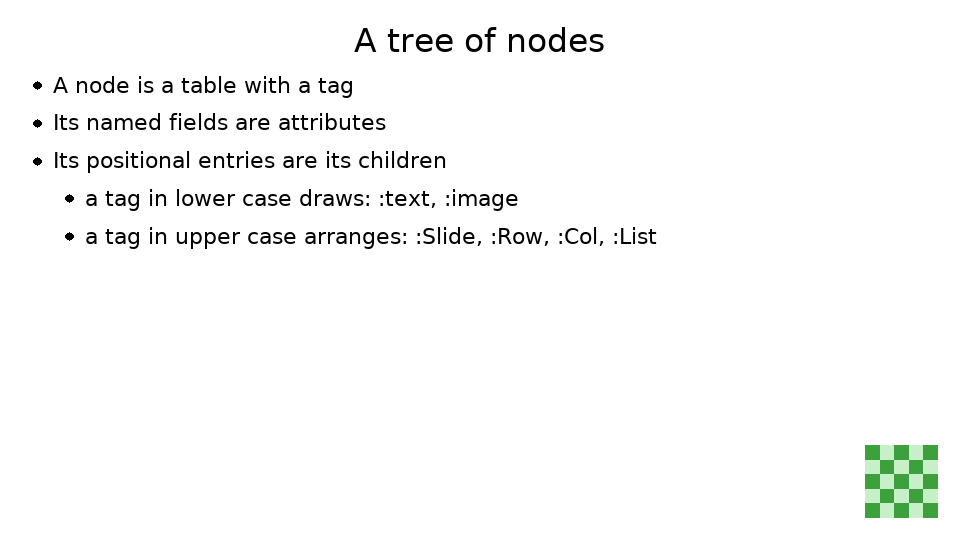 A tree of nodes
A node is a table with a tag
Its named fields are attributes
Its positional entries are its children
a tag in lower case draws: :text, :image
a tag in upper case arranges: :Slide, :Row, :Col, :List